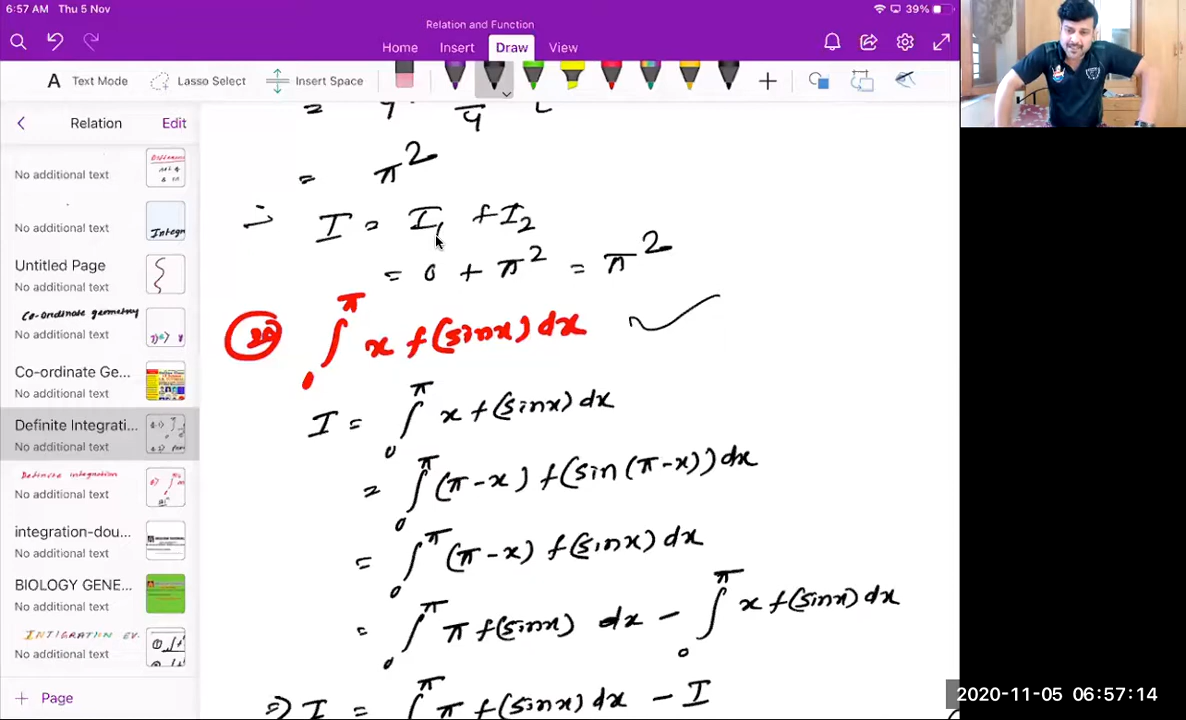 6:57 AM Thu 5 Nov
39%
Relation and Function
Home Insert Draw View
A Text Mode Lasso Select Insert Space
Relation Edit
No additional text
No additional text
Integr
Untitled Page
No additional text
Co-ordinate geometry
No additional text
Co-ordinate Ge...
No additional text
Definite Integrati...
No additional text
Definite integration
No additional text
integration-dou...
No additional text
BIOLOGY GENE...
No additional text
INTIGRATION EV.
No additional text
+ Page
= π²
⇒ I = I₁ + I₂
= 0 + π² = π²
∫₀^π x f(sinx) dx
I = ∫₀^π x f(sinx) dx
= ∫₀^π (π-x) f(sin(π-x)) dx
= ∫₀^π (π-x) f(sinx) dx
= ∫₀^π π f(sinx) dx - ∫₀^π x f(sinx) dx
⇒ I = ∫₀^π π f(sinx) dx - I
2020-11-05 06:57:14